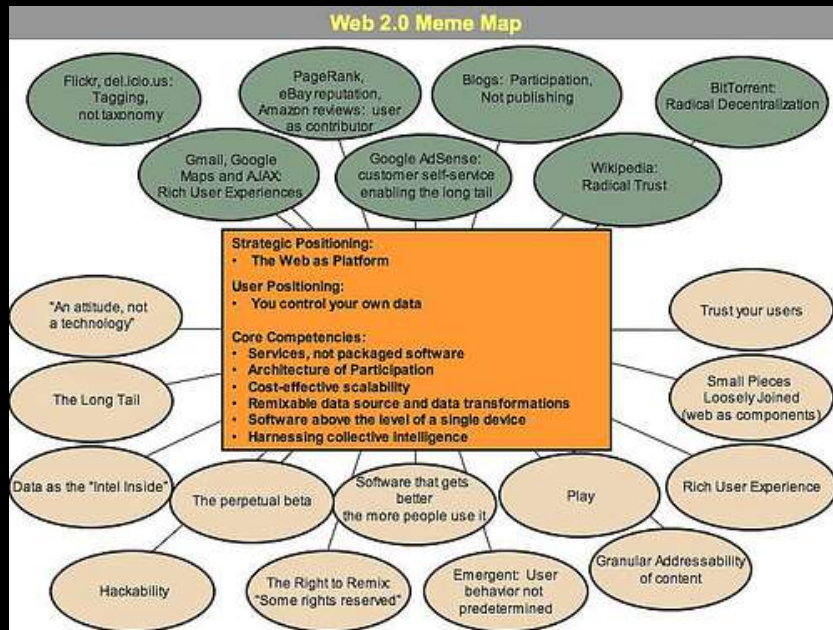 Web 2.0 Meme Map
Flickr, del.icio.us:
Tagging,
not taxonomy
PageRank,
eBay reputation,
Amazon reviews: user
as contributor
Blogs: Participation,
Not publishing
BitTorrent:
Radical Decentralization
Gmail, Google
Maps and AJAX:
Rich User Experiences
Google AdSense:
customer self-service
enabling the long tail
Wikipedia:
Radical Trust
Strategic Positioning:
• The Web as Platform
User Positioning:
• You control your own data
Core Competencies:
• Services, not packaged software
• Architecture of Participation
• Cost-effective scalability
• Remixable data source and data transformations
• Software above the level of a single device
• Harnessing collective intelligence
"An attitude, not
a technology"
Trust your users
The Long Tail
Small Pieces
Loosely Joined
(web as components)
Data as the "Intel Inside"
The perpetual beta
Software that gets
better
the more people use it
Play
Rich User Experience
Hackability
The Right to Remix:
"Some rights reserved"
Emergent: User
behavior not
predetermined
Granular Addressability
of content